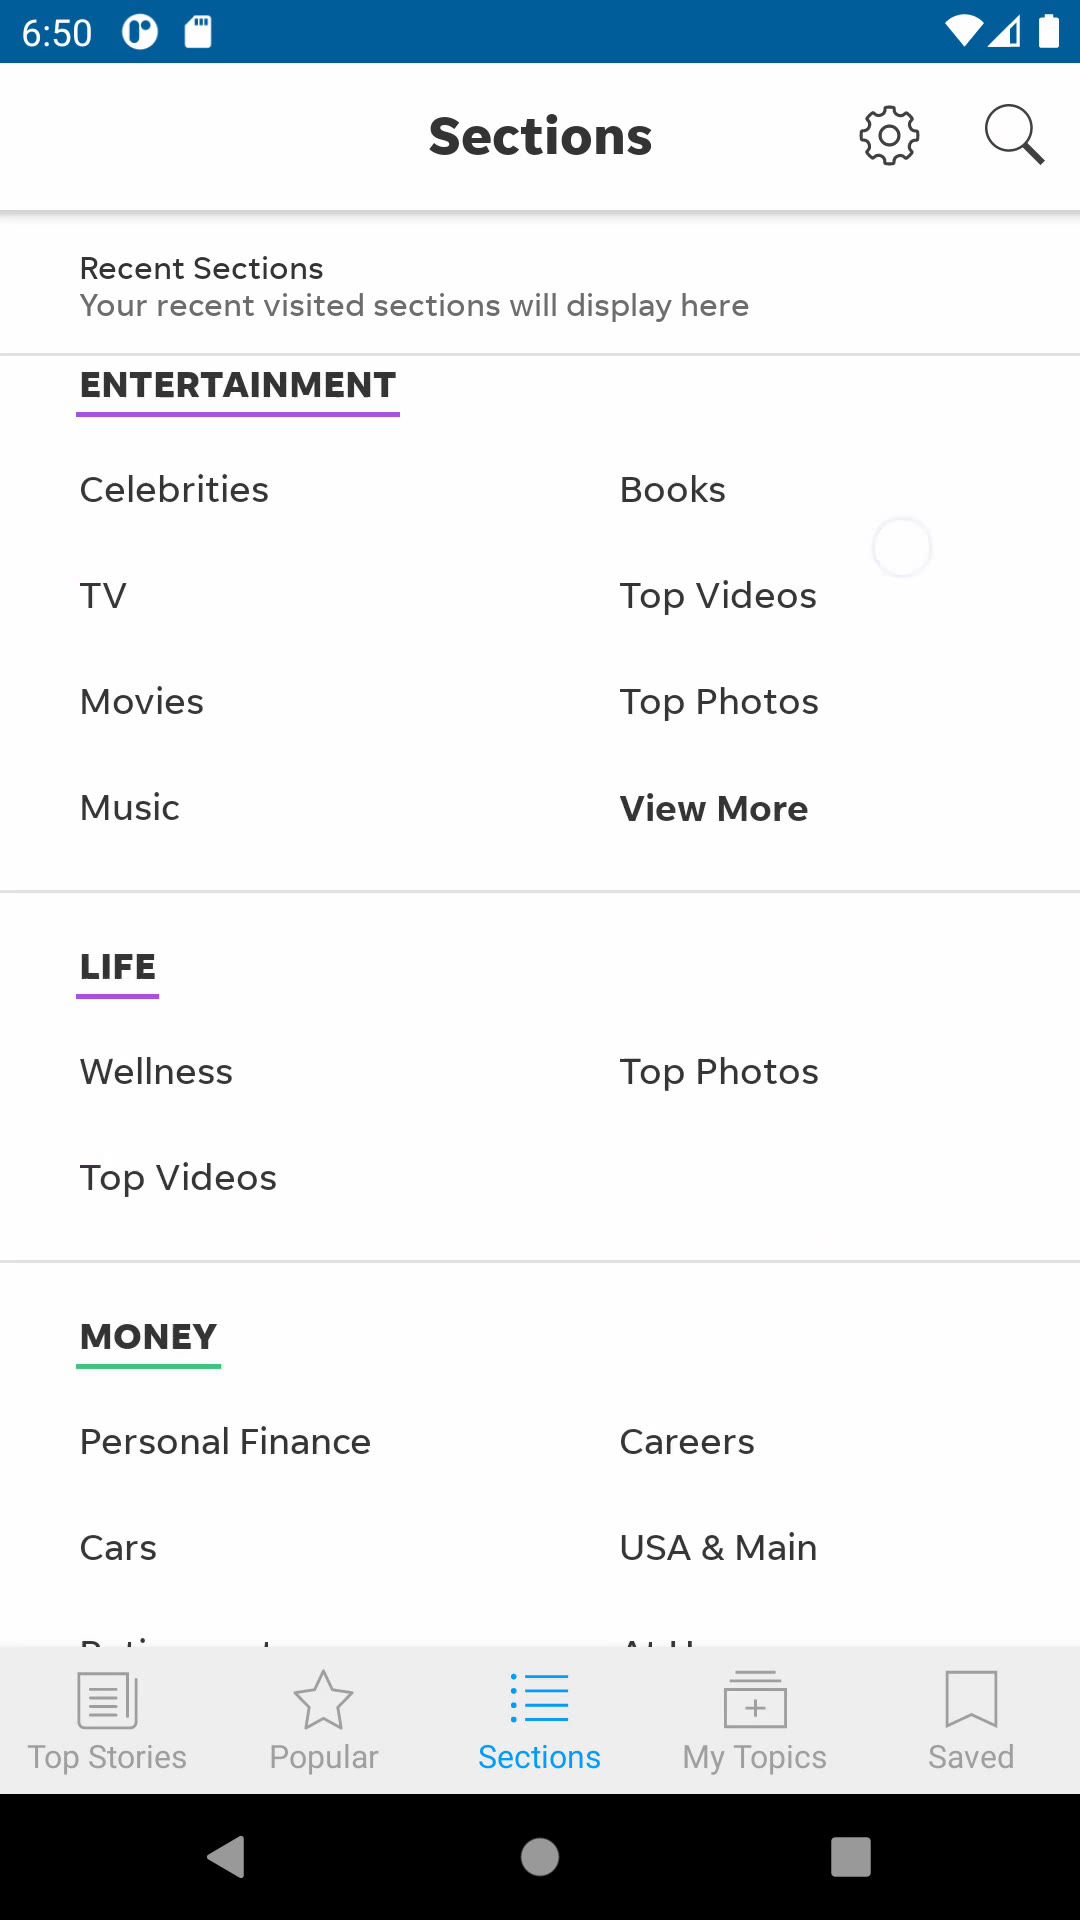 6:50
Sections
Recent Sections
Your recent visited sections will display here
ENTERTAINMENT
Celebrities
Books
TV
Top Videos
Movies
Top Photos
Music
View More
LIFE
Wellness
Top Photos
Top Videos
MONEY
Personal Finance
Careers
Cars
USA & Main
Top Stories
Popular
Sections
My Topics
Saved